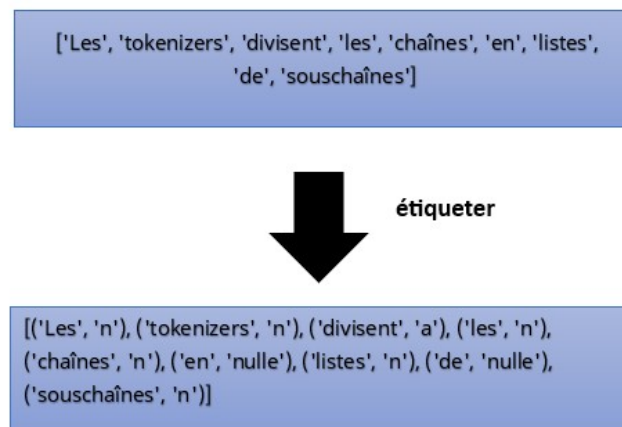 ['Les', 'tokenizers', 'divisent', 'les', 'chaînes', 'en', 'listes',
'de', 'souschaînes']
étiqueter
[('Les', 'n'), ('tokenizers', 'n'), ('divisent', 'a'), ('les', 'n'),
('chaînes', 'n'), ('en', 'nulle'), ('listes', 'n'), ('de', 'nulle'),
('souschaînes', 'n')]